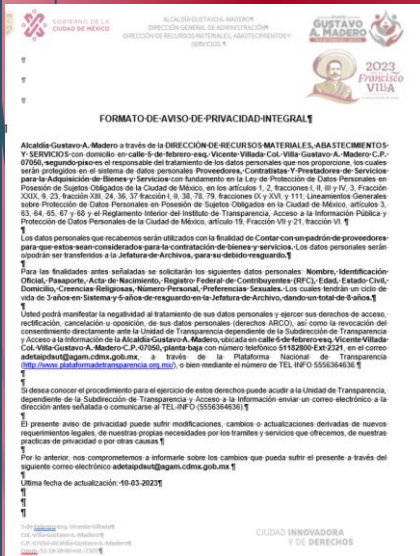 GOBIERNO DE LA
CIUDAD DE MÉXICO
ALCALDÍA GUSTAVO A. MADERO¶
DIRECCIÓN GENERAL DE ADMINISTRACIÓN¶
DIRECCIÓN DE RECURSOS MATERIALES, ABASTECIMIENTOS Y
SERVICIOS.¶
GUSTAVO
A. MADERO
2023
Francisco
VILLA
FORMATO DE AVISO DE PRIVACIDAD INTEGRAL¶
Alcaldía Gustavo A. Madero a través de la DIRECCIÓN DE RECURSOS MATERIALES, ABASTECIMIENTOS
Y SERVICIOS con domicilio en calle 5 de febrero esq. Vicente Villada Col. Villa Gustavo A. Madero C.P.
07050, segundo piso es el responsable del tratamiento de los datos personales que nos proporcione, los cuales
serán protegidos en el sistema de datos personales Proveedores, Contratistas Y Prestadores de Servicios
para la Adquisición de Bienes y Servicios con fundamento en la Ley de Protección de Datos Personales en
Posesión de Sujetos Obligados de la Ciudad de México, en los artículos 1, 2, fracciones I, II, III y IV, 3, Fracción
XXIX, 9, 23, fracción XIII, 24, 36, 37 fracción I, II, 38, 78, 79, fracciones IX y XVI, y 111; Lineamientos Generales
sobre Protección de Datos Personales en Posesión de Sujetos Obligados en la Ciudad de México, artículos 3,
63, 64, 65, 67 y 68 y el Reglamento Interior del Instituto de Transparencia, Acceso a la Información Pública y
Protección de Datos Personales de la Ciudad de México, artículo 19, Fracción VII y 21, fracción VI.¶
Los datos personales que recabemos serán utilizados con la finalidad de Contar con un padrón de proveedores
para que estos sean considerados para la contratación de bienes y servicios. Los datos personales serán
o/podrán ser transferidos a la Jefatura de Archivos, para su debido resguardo.¶
Para las finalidades antes señaladas se solicitarán los siguientes datos personales: Nombre, Identificación
Oficial, Pasaporte, Acta de Nacimiento, Registro Federal de Contribuyentes (RFC), Edad, Estado Civil,
Domicilio, Creencias Religiosas, Número Personal, Preferencias Sexuales. Los cuales tendrán un ciclo de
vida de 3 años en Sistema y 5 años de resguardo en la Jefatura de Archivo, dando un total de 8 años.¶
Usted podrá manifestar la negatividad al tratamiento de sus datos personales y ejercer sus derechos de acceso,
rectificación, cancelación u oposición, de sus datos personales (derechos ARCO), así como la revocación del
consentimiento directamente ante la Unidad de Transparencia dependiente de la Subdirección de Transparencia
y Acceso a la Información de la Alcaldía Gustavo A. Madero, ubicada en calle 5 de febrero esq. Vicente Villada
Col. Villa Gustavo A. Madero C.P. 07050, planta baja con número telefónico 51182800 Ext 2321, en el correo
adetaipdsut@agam.cdmx.gob.mx, a través de la Plataforma Nacional de Transparencia
(http://www.plataformadetransparencia.org.mx/), o bien mediante el número de TEL-INFO 5556364636.¶
Si desea conocer el procedimiento para el ejercicio de estos derechos puede acudir a la Unidad de Transparencia,
dependiente de la Subdirección de Transparencia y Acceso a la Información enviar un correo electrónico a la
dirección antes señalada o comunicarse al TEL-INFO (5556364636).¶
El presente aviso de privacidad puede sufrir modificaciones, cambios o actualizaciones derivadas de nuevos
requerimientos legales, de nuestras propias necesidades por los tramites y servicios que ofrecemos, de nuestras
practicas de privacidad o por otras causas.¶
Por lo anterior, nos comprometemos a informarle sobre los cambios que pueda sufrir el presente a través del
siguiente correo electrónico adetaipdsut@agam.cdmx.gob.mx.¶
Ultima fecha de actualización: 10-03-2023¶
5 de febrero esq. Vicente Villada¶
Col. Villa Gustavo A. Madero¶
C.P. 07050 Alcaldía Gustavo A. Madero¶
CIUDAD INNOVADORA
Y DE DERECHOS